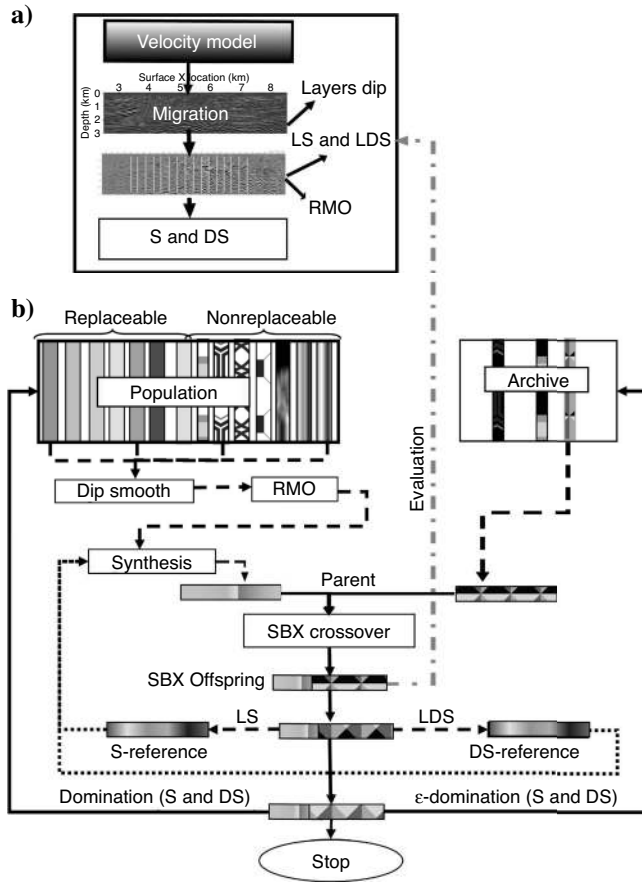 a)
Velocity model
Surface X location (km)
3 4 5 6 7 8
Depth (km)
0
1
2
3
Migration
Layers dip
LS and LDS
RMO
S and DS
b)
Replaceable
Nonreplaceable
Population
Archive
Evaluation
Dip smooth
RMO
Synthesis
Parent
SBX crossover
SBX Offspring
LS
LDS
S-reference
DS-reference
Domination (S and DS)
ε-domination (S and DS)
Stop